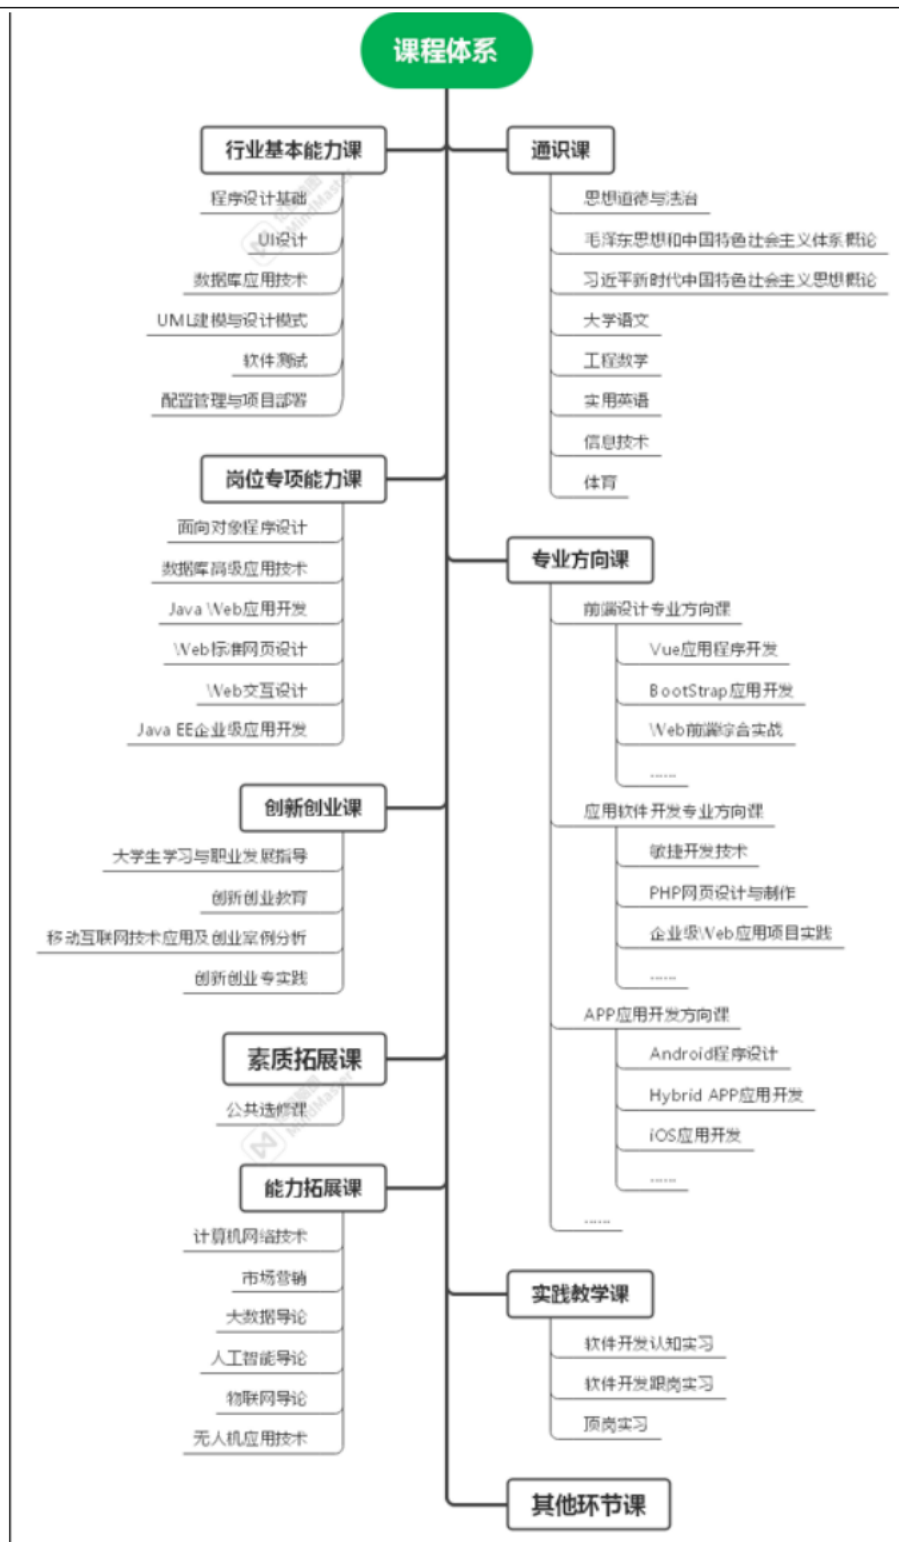 课程体系
行业基本能力课
程序设计基础
UI设计
数据库应用技术
UML建模与设计模式
软件测试
配置管理与项目部署
岗位专项能力课
面向对象程序设计
数据库高级应用技术
Java Web应用开发
Web标准网页设计
Web交互设计
Java EE企业级应用开发
创新创业课
大学生学习与职业发展指导
创新创业教育
移动互联网技术应用及创业案例分析
创新创业专实践
素质拓展课
公共选修课
能力拓展课
计算机网络技术
市场营销
大数据导论
人工智能导论
物联网导论
无人机应用技术
通识课
思想道德与法治
毛泽东思想和中国特色社会主义体系概论
习近平新时代中国特色社会主义思想概论
大学语文
工程数学
实用英语
信息技术
体育
专业方向课
前端设计专业方向课
Vue应用程序开发
BootStrap应用开发
Web前端综合实战
......
应用软件开发专业方向课
敏捷开发技术
PHP网页设计与制作
企业级Web应用项目实践
......
APP应用开发方向课
Android程序设计
Hybrid APP应用开发
iOS应用开发
......
......
实践教学课
软件开发认知实习
软件开发跟岗实习
顶岗实习
其他环节课
MindMaster
MindMaster